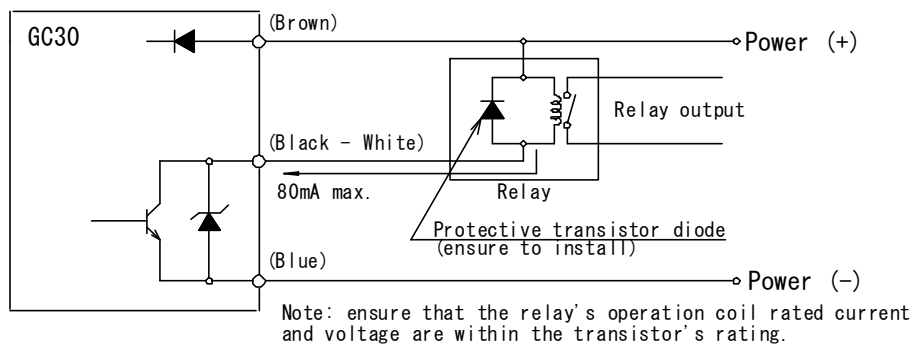 (Brown)
GC30
Power (+)
Relay output
(Black - White)
80mA max.
Relay
Protective transistor diode
(ensure to install)
(Blue)
Power (-)
Note: ensure that the relay's operation coil rated current
and voltage are within the transistor's rating.